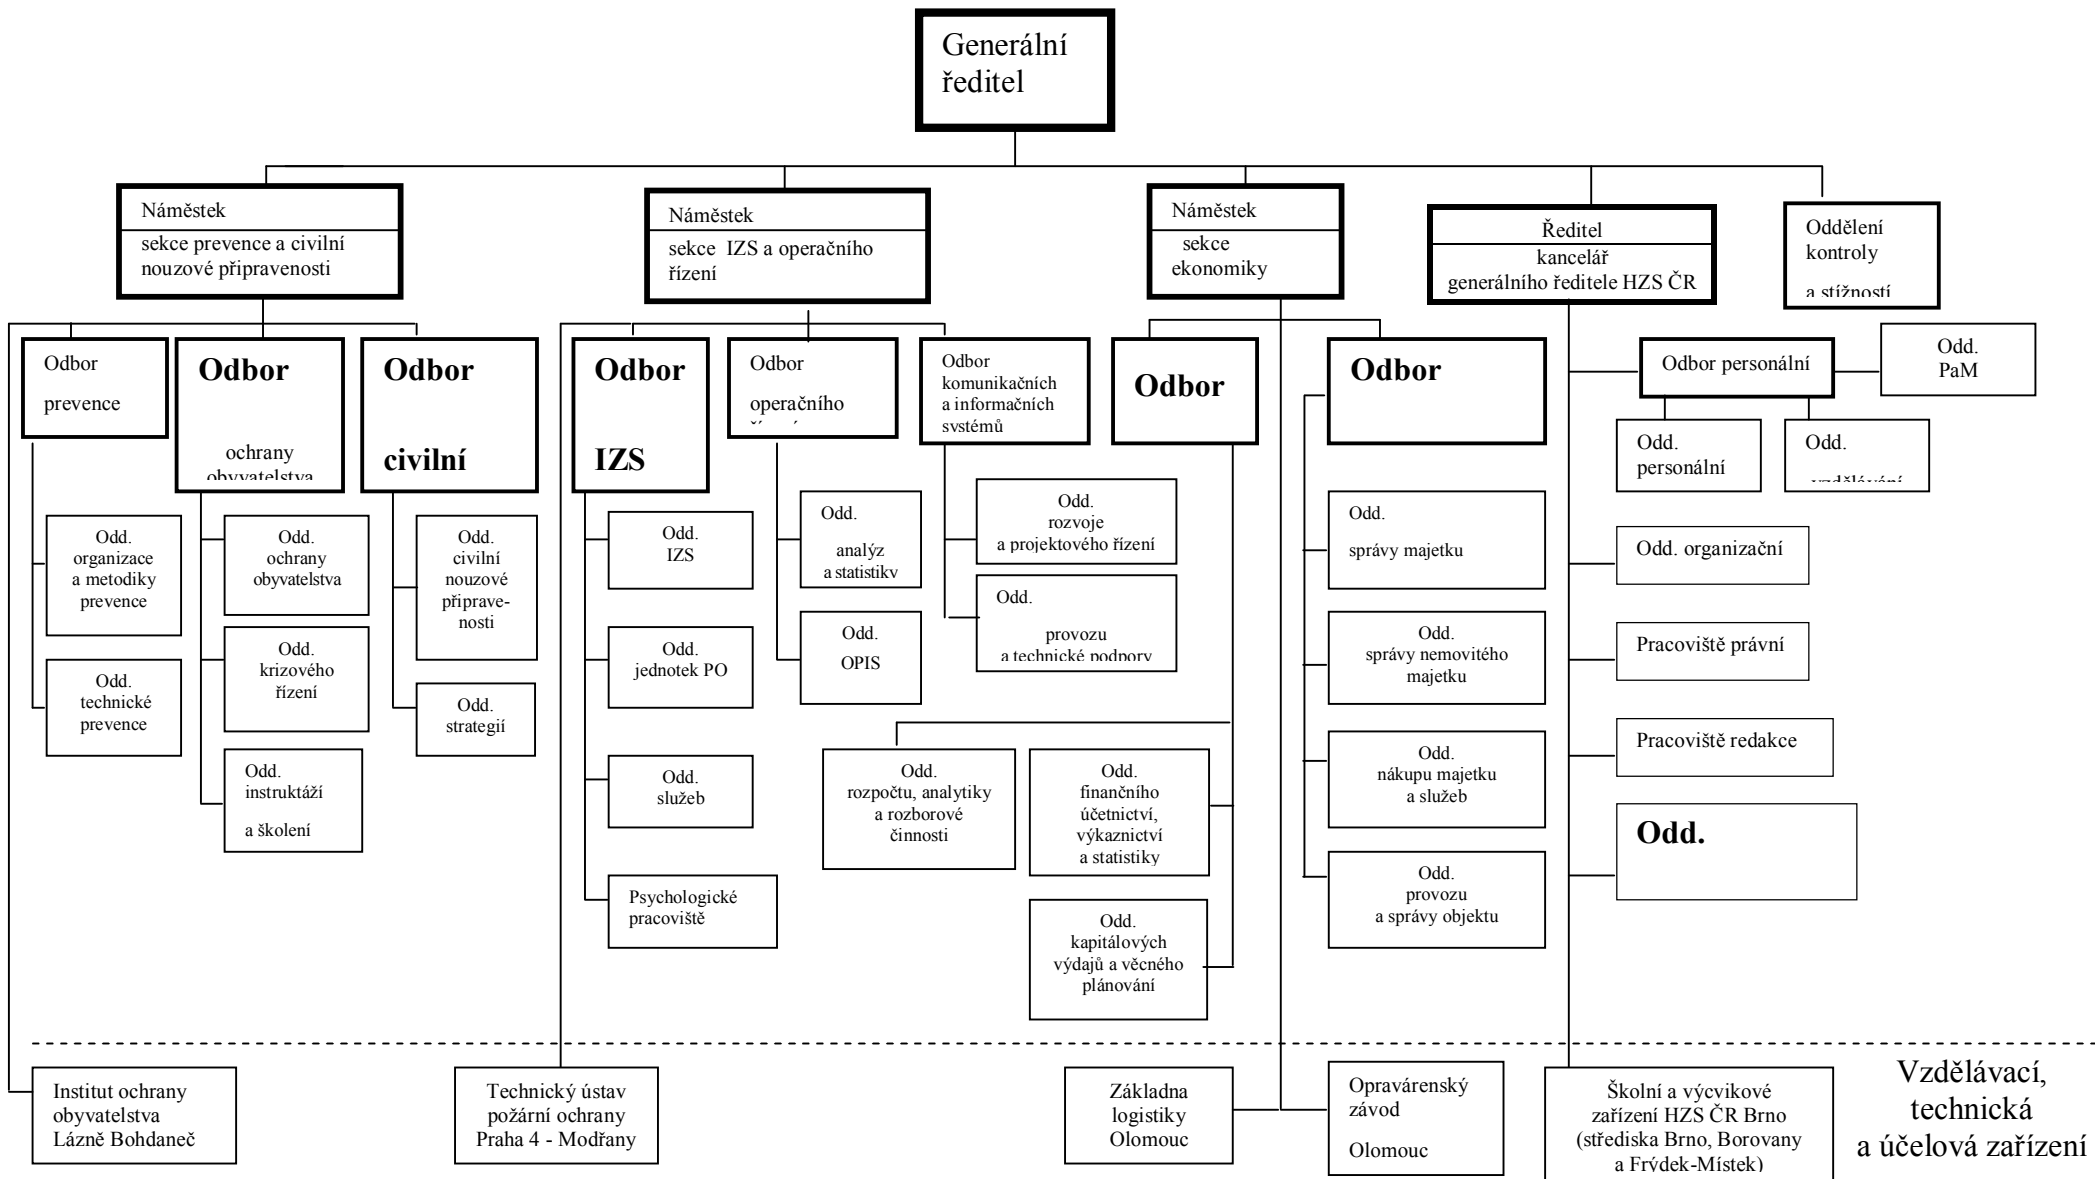 Generální
ředitel
Náměstek
sekce prevence a civilní
nouzové připravenosti
Náměstek
sekce IZS a operačního
řízení
Náměstek
sekce
ekonomiky
Ředitel
kancelář
generálního ředitele HZS ČR
Oddělení
kontroly
a stížností
Odbor
prevence
Odbor
ochrany
obyvatelstva
Odbor
civilní
Odbor
IZS
Odbor
operačního
Odbor
komunikačních
a informačních
systémů
Odbor
Odbor
Odbor personální
Odd.
PaM
Odd.
personální
Odd.
vzdělávání
Odd.
organizace
a metodiky
prevence
Odd.
technické
prevence
Odd.
ochrany
obyvatelstva
Odd.
krizového
řízení
Odd.
instruktáží
a školení
Odd.
civilní
nouzové
připrave-
nosti
Odd.
strategií
Odd.
IZS
Odd.
jednotek PO
Odd.
služeb
Psychologické
pracoviště
Odd.
analýz
a statistiky
Odd.
OPIS
Odd.
rozvoje
a projektového řízení
Odd.
provozu
a technické podpory
Odd.
rozpočtu, analytiky
a rozborové
činnosti
Odd.
finančního
účetnictví,
výkaznictví
a statistiky
Odd.
kapitálových
výdajů a věcného
plánování
Odd.
správy majetku
Odd.
správy nemovitého
majetku
Odd.
nákupu majetku
a služeb
Odd.
provozu
a správy objektu
Odd. organizační
Pracoviště právní
Pracoviště redakce
Odd.
Institut ochrany
obyvatelstva
Lázně Bohdaneč
Technický ústav
požární ochrany
Praha 4 - Modřany
Základna
logistiky
Olomouc
Opravárenský
závod
Olomouc
Školní a výcvikové
zařízení HZS ČR Brno
(střediska Brno, Borovany
a Frýdek-Místek)
Vzdělávací,
technická
a účelová zařízení